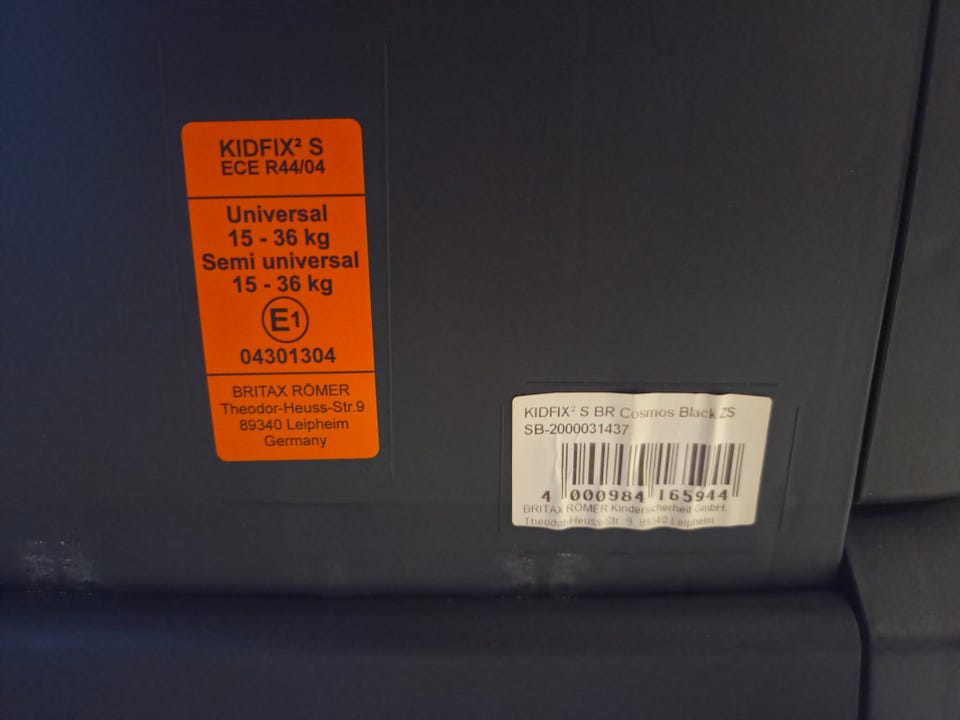 KIDFIX² S
ECE R44/04
Universal
15 - 36 kg
Semi universal
15 - 36 kg
E1
04301304
BRITAX RÖMER
Theodor-Heuss-Str.9
89340 Leipheim
Germany
KIDFIX² S BR Cosmos Black ZS
SB-2000031437
4 000984 165944
BRITAX RÖMER Kindersicherheit GmbH
Theodor-Heuss-Str. 9, 89340 Leipheim